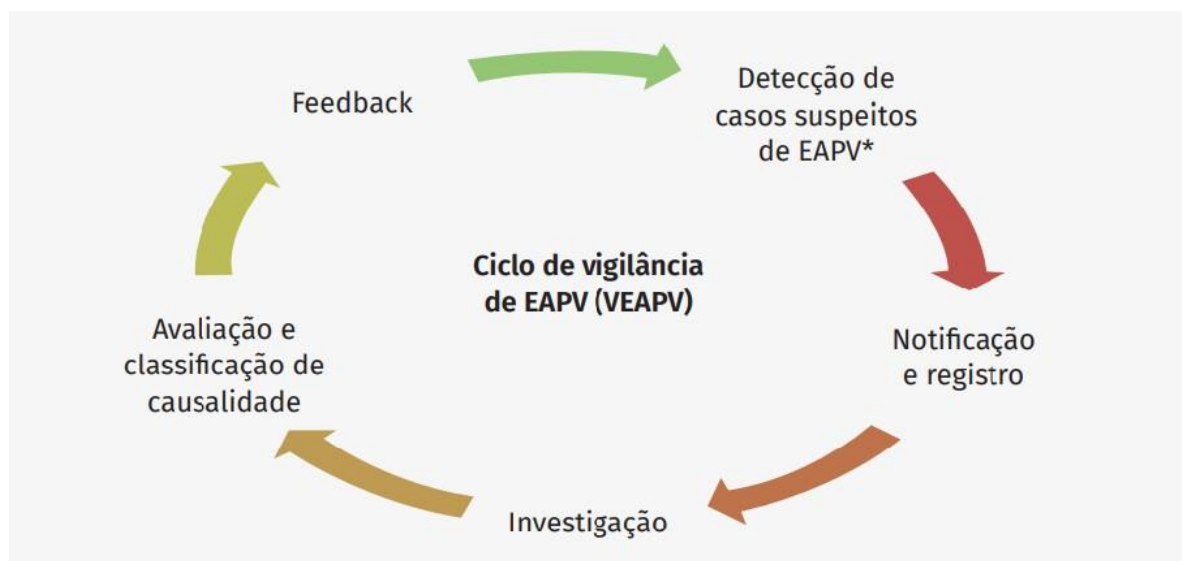 Feedback
Detecção de
casos suspeitos
de EAPV*
Ciclo de vigilância
de EAPV (VEAPV)
Notificação
e registro
Avaliação e
classificação de
causalidade
Investigação